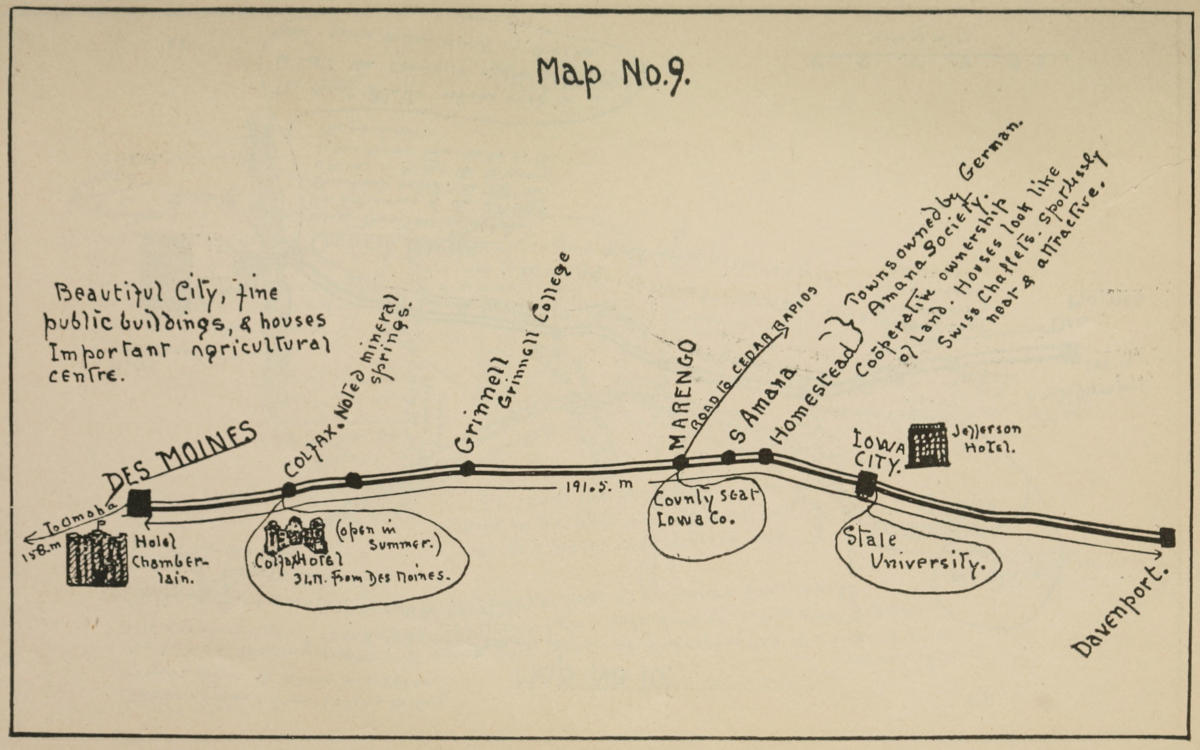 Map No.9.
Beautiful City, fine
public buildings, & houses
Important agricultural
centre.
DES MOINES
To Omaha
158.m
Hotel
Chamber-
lain.
Colfax. Noted mineral
springs.
(open in
Summer.)
Colfax Hotel
From Des Moines.
Grinnell
Grinnell College
191.5. m
MARENGO
ROAD to CEDAR RAPIDS
County seat
Iowa Co.
S Amana
Homestead
Towns owned by German.
Amana Society.
Coöperative ownership
of Land. Houses look like
Swiss Challets. Spotlessly
neat & attractive.
IOWA
CITY.
Jefferson
Hotel.
State
University.
Davenport.